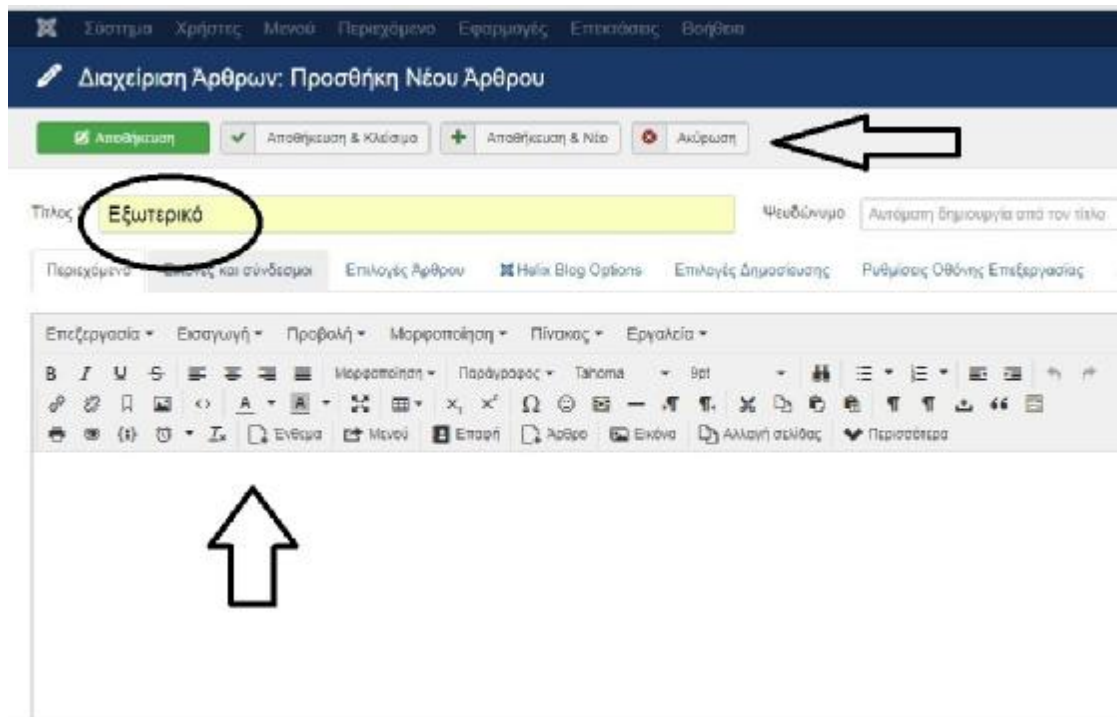 Σύστημα Χρήστες Μενού Περιεχόμενο Εφαρμογές Επεκτάσεις Βοήθεια
Διαχείριση Άρθρων: Προσθήκη Νέου Άρθρου
Αποθήκευση Αποθήκευση & Κλείσιμο Αποθήκευση & Νέο Ακύρωση
Τίτλος Εξωτερικό Ψευδώνυμο Αυτόματη δημιουργία από τον τίτλο
Περιεχόμενο Εικόνες και σύνδεσμοι Επιλογές Άρθρου Helix Blog Options Επιλογές Δημοσίευσης Ρυθμίσεις Οθόνης Επεξεργασίας
Επεξεργασία Εισαγωγή Προβολή Μορφοποίηση Πίνακας Εργαλεία
B I U S Μορφοποίηση Παράγραφος Tahoma 9pt
Ένθεμα Μενού Επαφή Άρθρο Εικόνα Αλλαγή σελίδας Περισσότερα